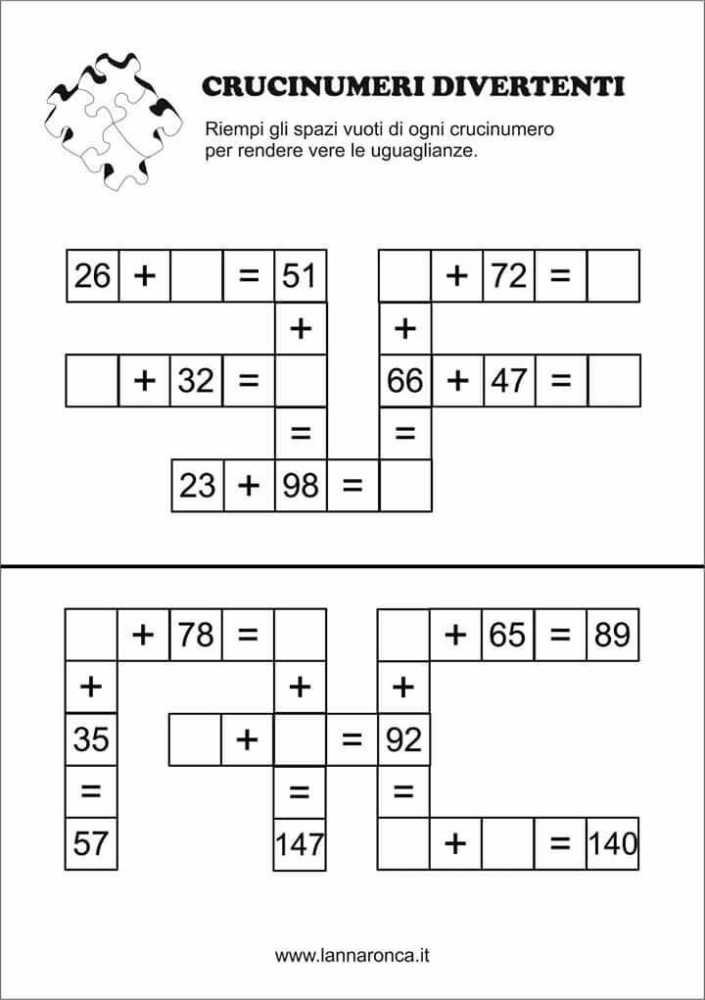 CRUCINUMERI DIVERTENTI
Riempi gli spazi vuoti di ogni crucinumero
per rendere vere le uguaglianze.
26 + = 51 + 72 =
+ +
+ 32 = 66 + 47 =
= =
23 + 98 =
+ 78 = + 65 = 89
+ + +
35 + = 92
= = =
57 147 + = 140
www.lannaronca.it